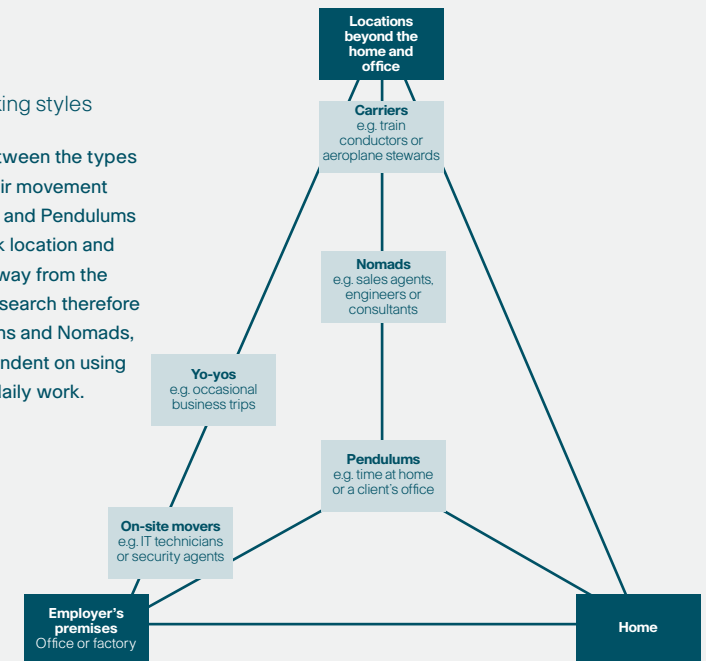 Locations
beyond the
home and
office
king styles
Carriers
e.g. train
conductors or
aeroplane stewards
tween the types
ir movement
and Pendulums
k location and
way from the
search therefore
ns and Nomads,
ndent on using
daily work.
Nomads
e.g. sales agents,
engineers or
consultants
Yo-yos
e.g. occasional
business trips
Pendulums
e.g. time at home
or a client's office
On-site movers
e.g. IT technicians
or security agents
Employer's
premises
Office or factory
Home